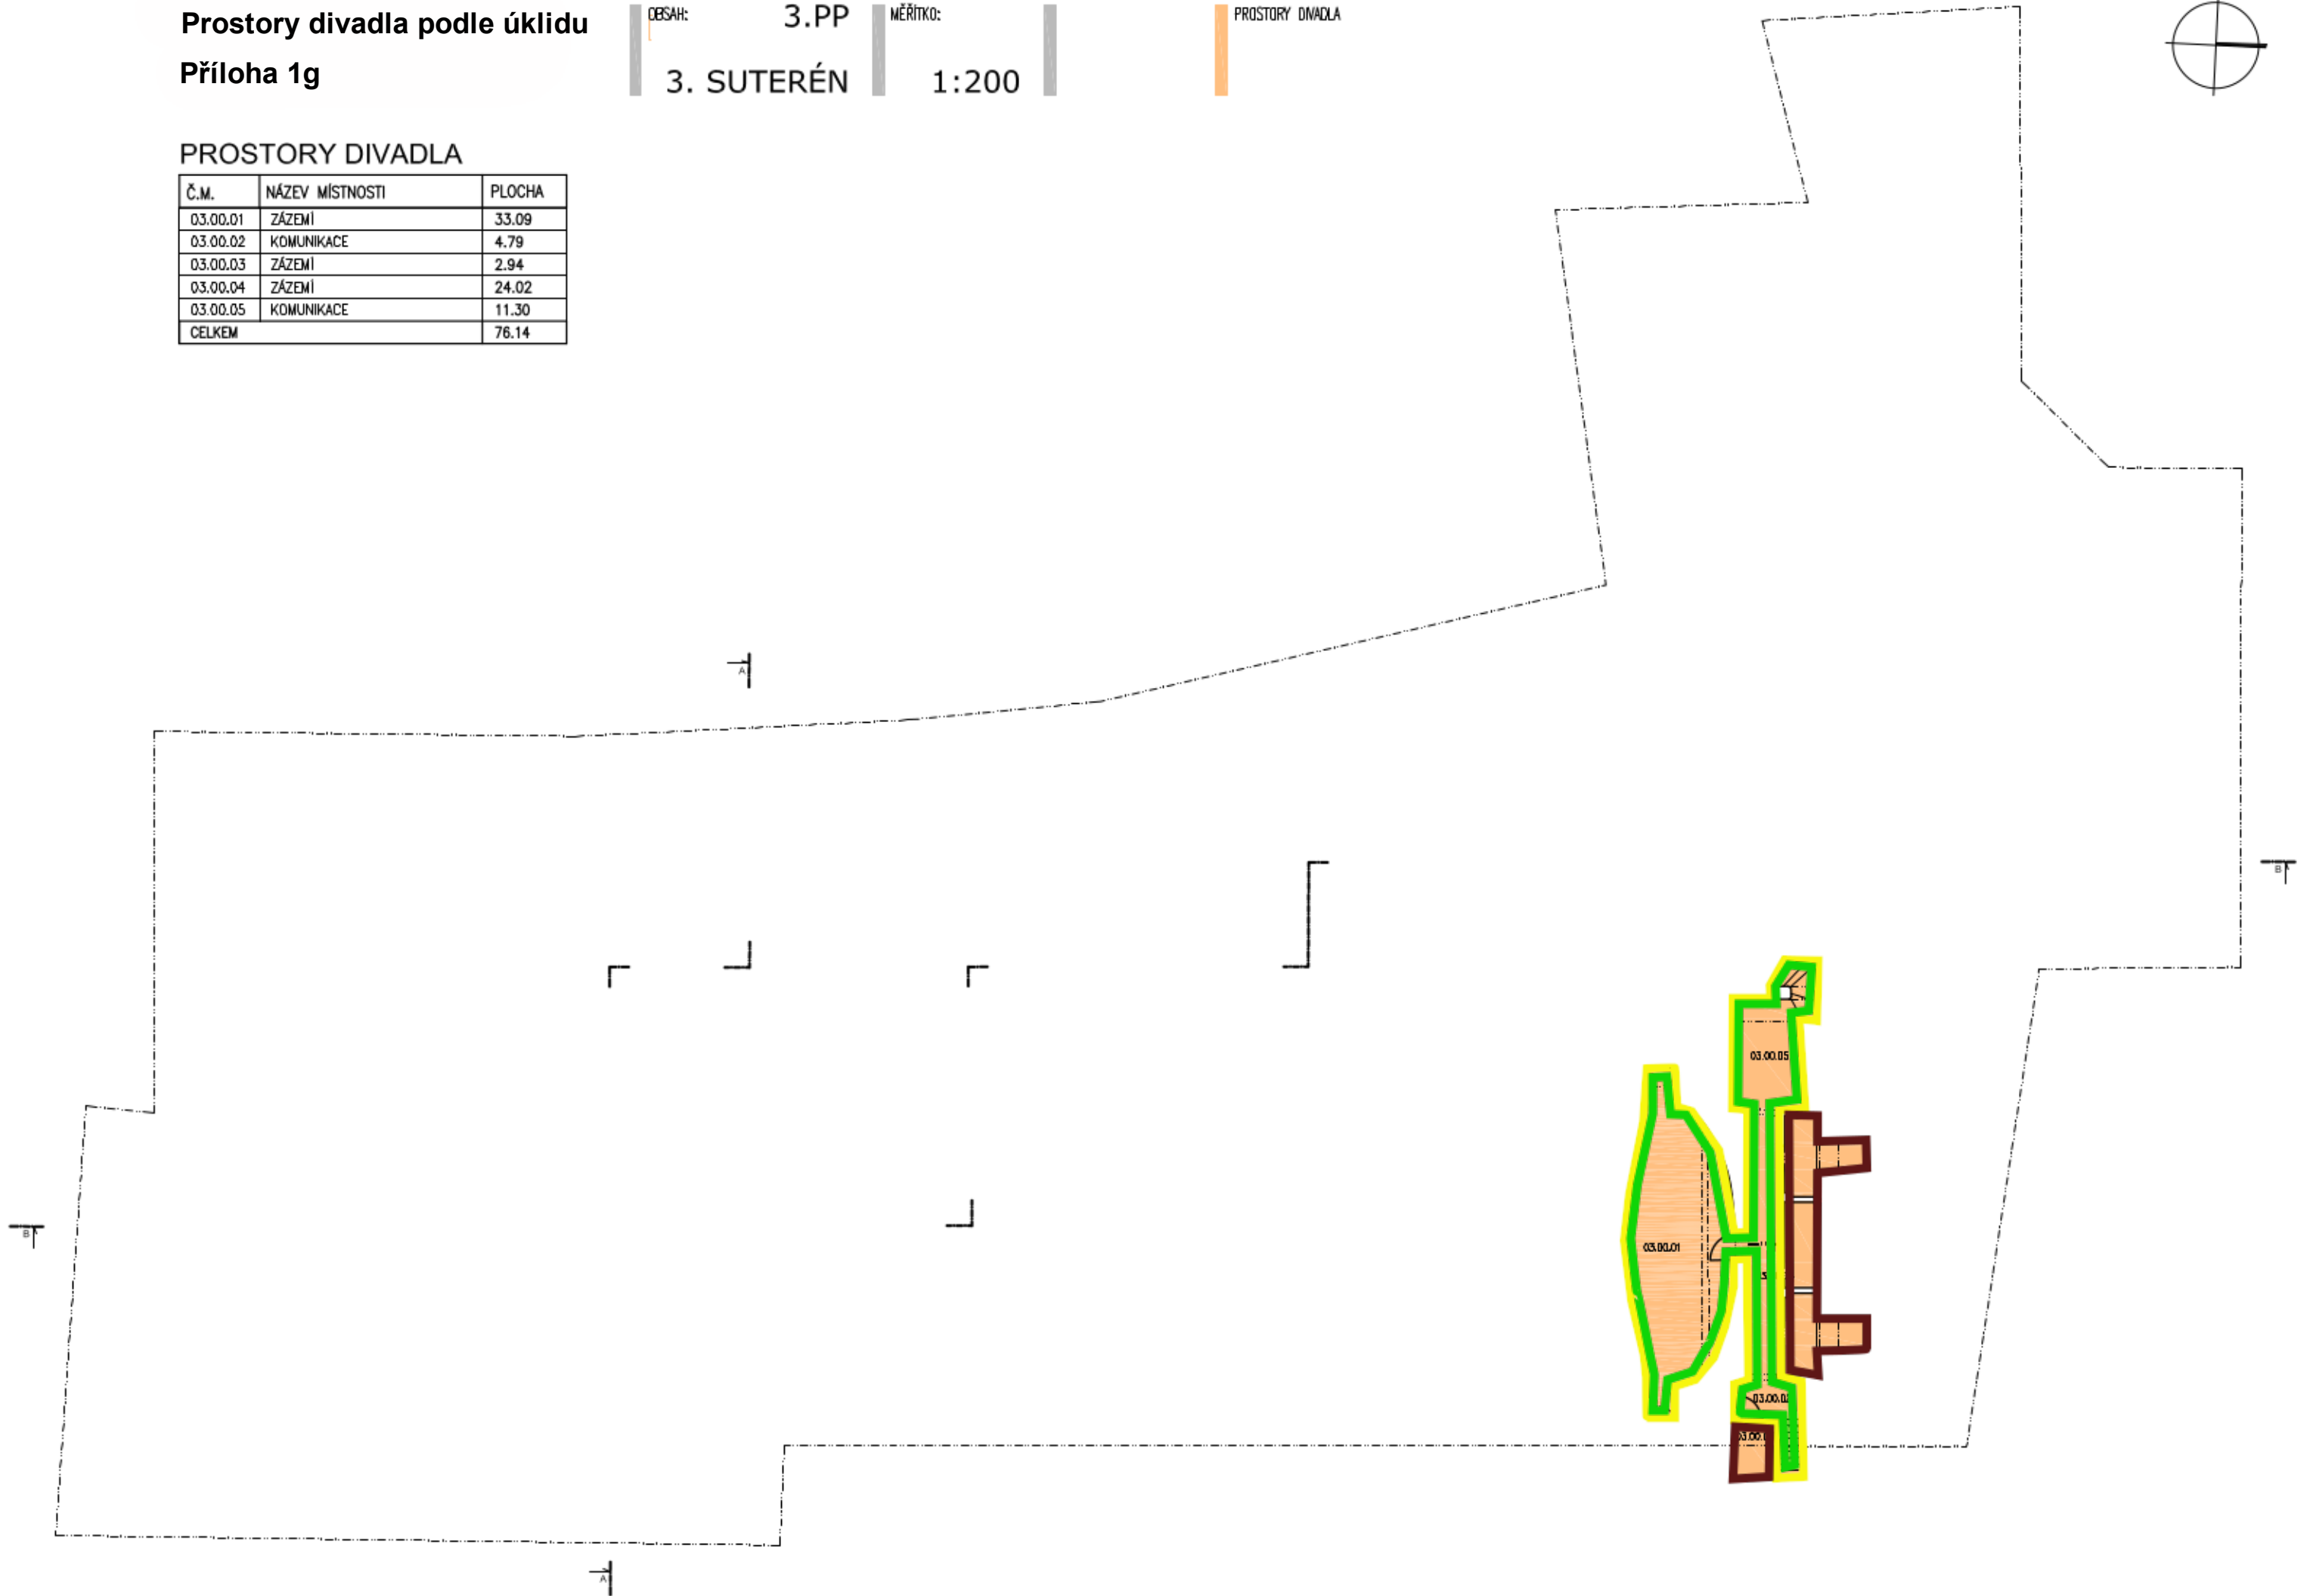 Prostory divadla podle úklidu
Příloha 1g
OBSAH: 3.PP
3. SUTERÉN
MĚŘÍTKO:
1:200
PROSTORY DIVADLA
PROSTORY DIVADLA
Č.M. NÁZEV MÍSTNOSTI PLOCHA
03.00.01 ZÁZEMÍ 33.09
03.00.02 KOMUNIKACE 4.79
03.00.03 ZÁZEMÍ 2.94
03.00.04 ZÁZEMÍ 24.02
03.00.05 KOMUNIKACE 11.30
CELKEM 76.14
A
B
03.00.05
B
03.00.01
A